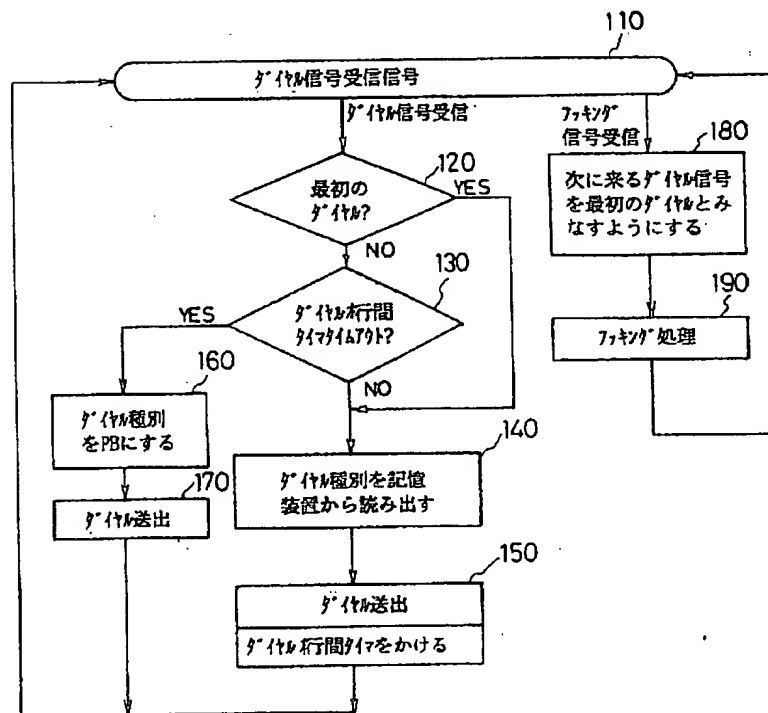 110
ダイヤル信号受信信号
ダイヤル信号受信
フッキング
信号受信
120
最初の
ダイヤル?
YES
NO
180
次に来るダイヤル信号
を最初のダイヤルとみ
なすようにする
130
ダイヤル桁間
タイマタイムアウト?
YES
NO
190
フッキング処理
160
ダイヤル種別
をPBにする
170
ダイヤル送出
140
ダイヤル種別を記憶
装置から読み出す
150
ダイヤル送出
ダイヤル桁間タイマをかける